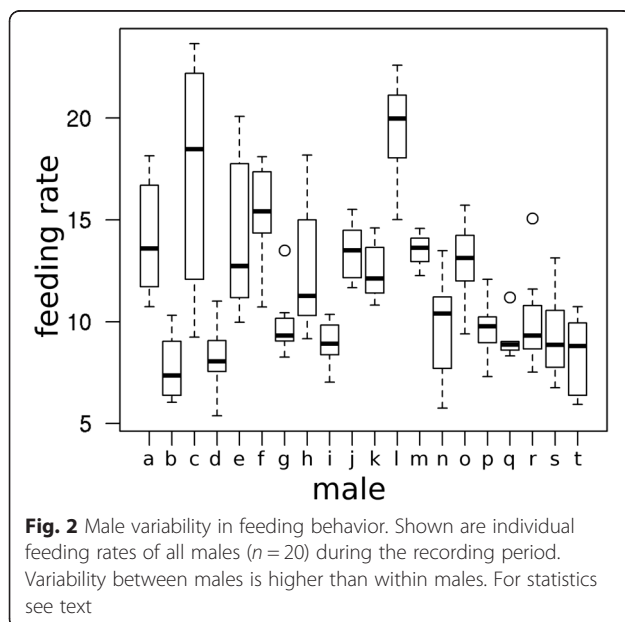 20
15
10
5
feeding rate
a b c d e f g h i j k l m n o p q r s t
male
Fig. 2 Male variability in feeding behavior. Shown are individual
feeding rates of all males (n = 20) during the recording period.
Variability between males is higher than within males. For statistics
see text